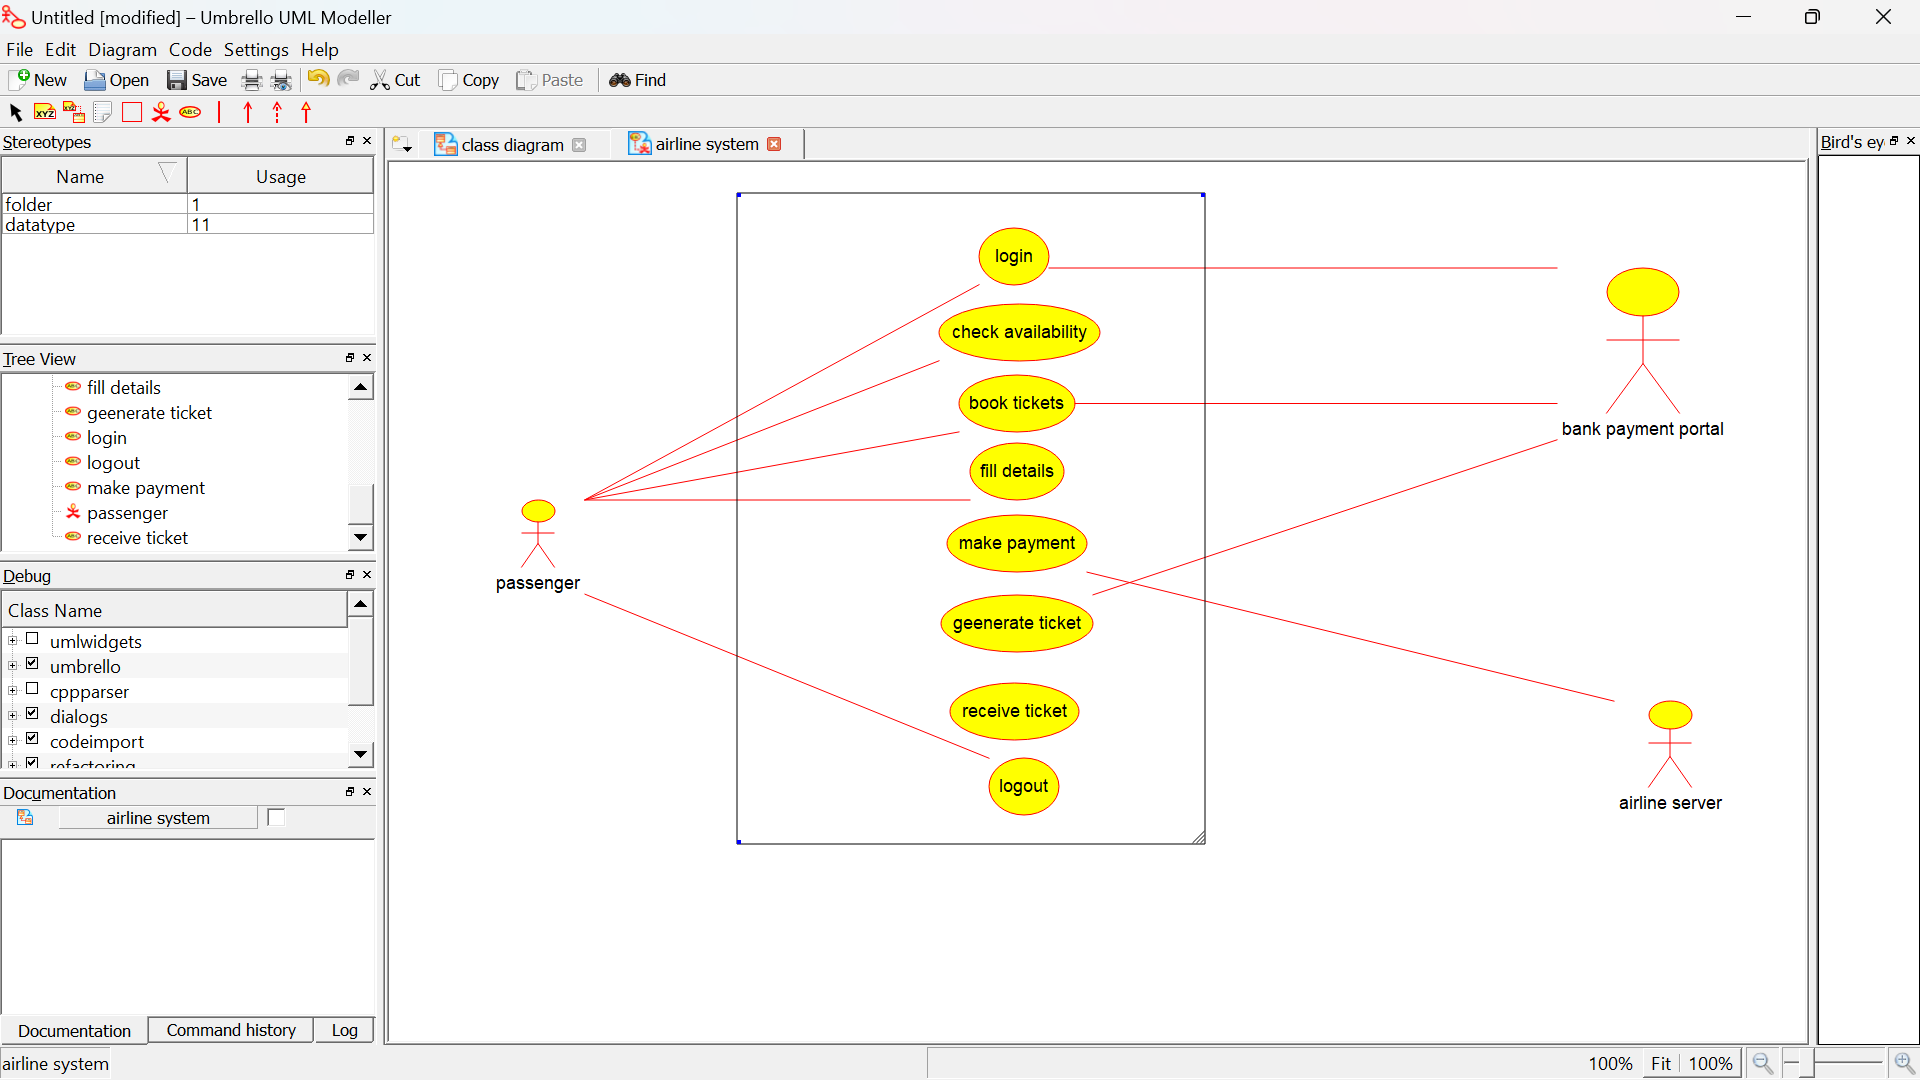 Untitled [modified] – Umbrello UML Modeller
File Edit Diagram Code Settings Help
New Open Save Cut Copy Paste Find
XYZ XYZ ABC
Stereotypes
Name Usage
folder 1
datatype 11
Tree View
fill details
geenerate ticket
login
logout
make payment
passenger
receive ticket
Debug
Class Name
umlwidgets
umbrello
cppparser
dialogs
codeimport
refactoring
Documentation
airline system
Documentation Command history Log
airline system
class diagram airline system
login
check availability
book tickets
fill details
make payment
geenerate ticket
receive ticket
logout
passenger
bank payment portal
airline server
Bird's ey
100% Fit 100%